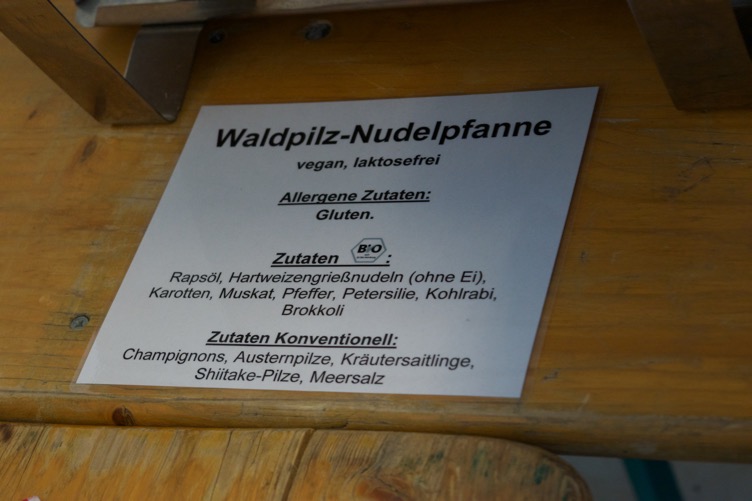 Waldpilz-Nudelpfanne
vegan, laktosefrei
Allergene Zutaten:
Gluten.
Zutaten BIO :
Rapsöl, Hartweizengrießnudeln (ohne Ei),
Karotten, Muskat, Pfeffer, Petersilie, Kohlrabi,
Brokkoli
Zutaten Konventionell:
Champignons, Austernpilze, Kräutersaitlinge,
Shiitake-Pilze, Meersalz